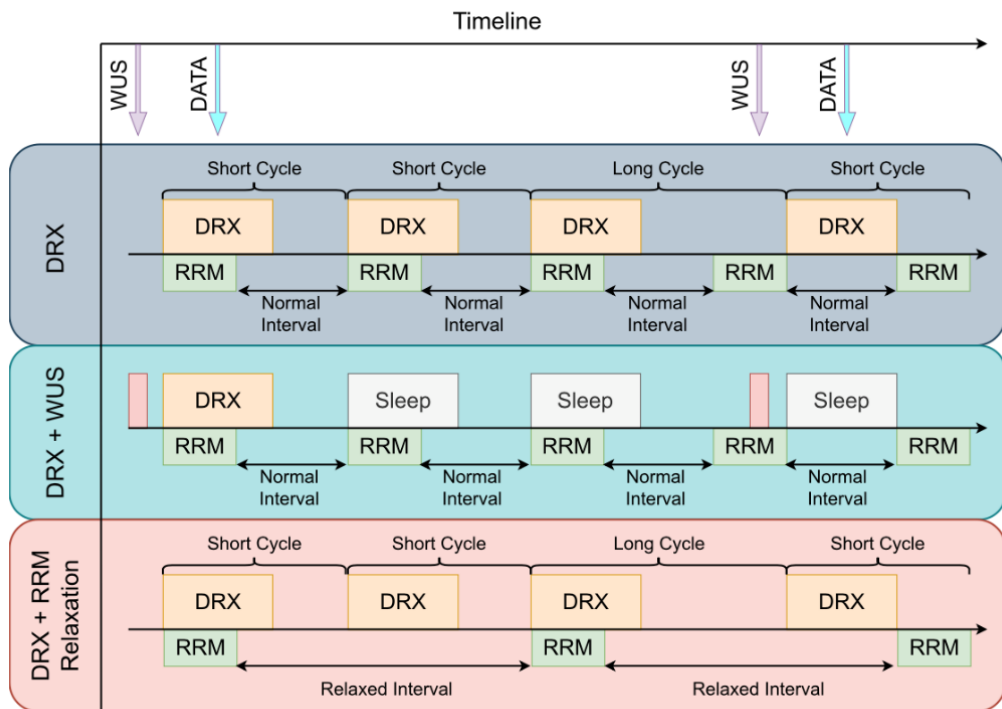 Timeline
WUS
DATA
WUS
DATA
DRX
Short Cycle
Short Cycle
Long Cycle
Short Cycle
DRX
DRX
DRX
DRX
RRM
RRM
RRM
RRM
RRM
Normal
Interval
Normal
Interval
Normal
Interval
Normal
Interval
DRX + WUS
DRX
Sleep
Sleep
Sleep
RRM
RRM
RRM
RRM
RRM
Normal
Interval
Normal
Interval
Normal
Interval
Normal
Interval
DRX + RRM
Relaxation
Short Cycle
Short Cycle
Long Cycle
Short Cycle
DRX
DRX
DRX
DRX
RRM
RRM
RRM
Relaxed Interval
Relaxed Interval